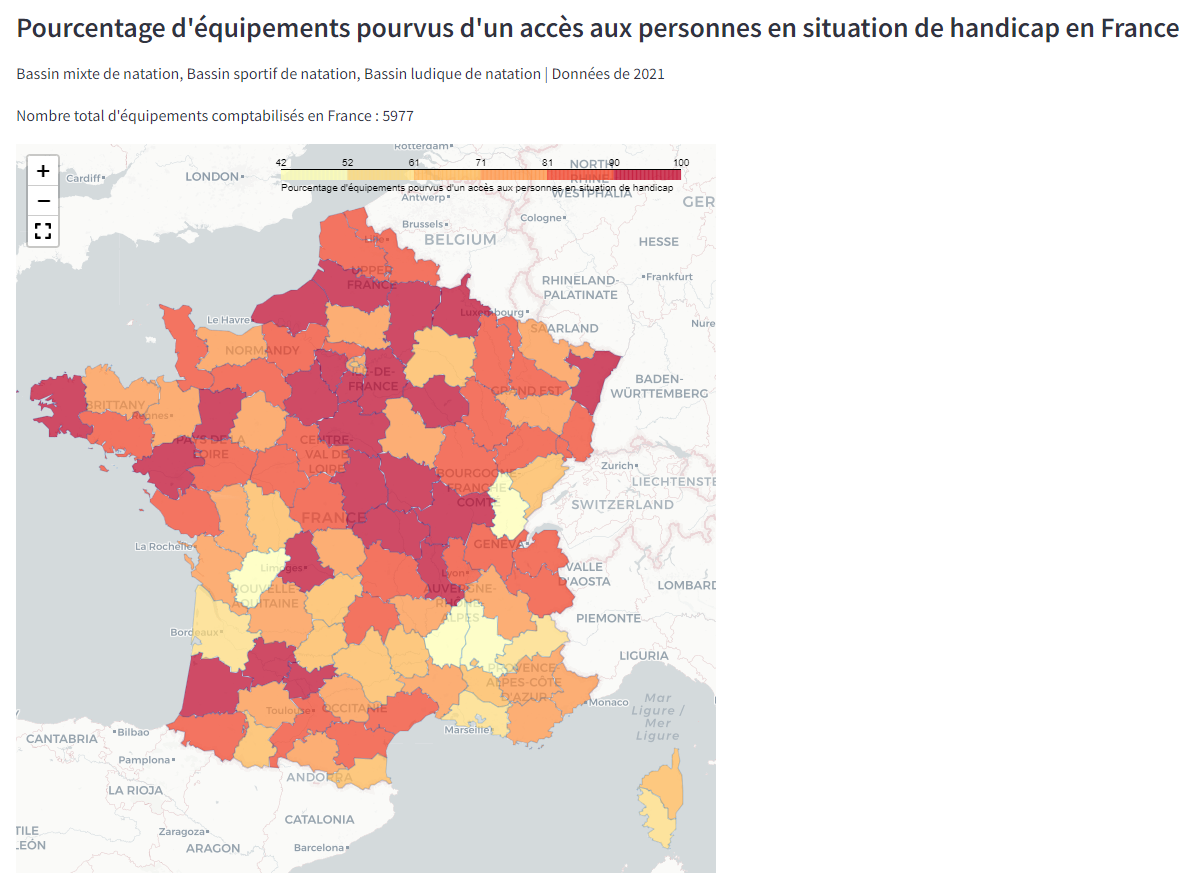 Pourcentage d'équipements pourvus d'un accès aux personnes en situation de handicap en France
Bassin mixte de natation, Bassin sportif de natation, Bassin ludique de natation | Données de 2021
Nombre total d'équipements comptabilisés en France : 5977
Rotterdam
+
42 52 61 71 81 90 100
NORTH RHINE-WESTPHALIA
Cardiff
LONDON
Pourcentage d'équipements pourvus d'un accès aux personnes en situation de handicap
−
Antwerp
GER
Brussels
Cologne
Lille
BELGIUM
HESSE
UPPER FRANCE
RHINELAND-PALATINATE
Frankfurt
Luxembourg
Le Havre
SAARLAND
Nure
NORMANDY
ÎLE-DE-FRANCE
BADEN-WÜRTTEMBERG
GRAND EST
BRITTANY
Rennes
PAYS DE LA LOIRE
CENTRE-VAL DE LOIRE
Zurich
BOURGOGNE-FRANCHE-COMTÉ
LIECHTENSTE
SWITZERLAND
FRANCE
La Rochelle
GENEVA
Limoges
Lyon
VALLE D'AOSTA
NOUVELLE-AQUITAINE
AUVERGNE-RHÔNE-ALPES
LOMBARD
PIEMONTE
Bordeaux
LIGURIA
PROVENCE-ALPES-CÔTE D'AZUR
Monaco
Mar Ligure / Mer Ligure
Toulouse
OCCITANIE
Marseille
CANTABRIA
Bilbao
Pamplona
ANDORRA
LA RIOJA
CATALONIA
TILE
LEÓN
Zaragoza
ARAGON
Barcelona